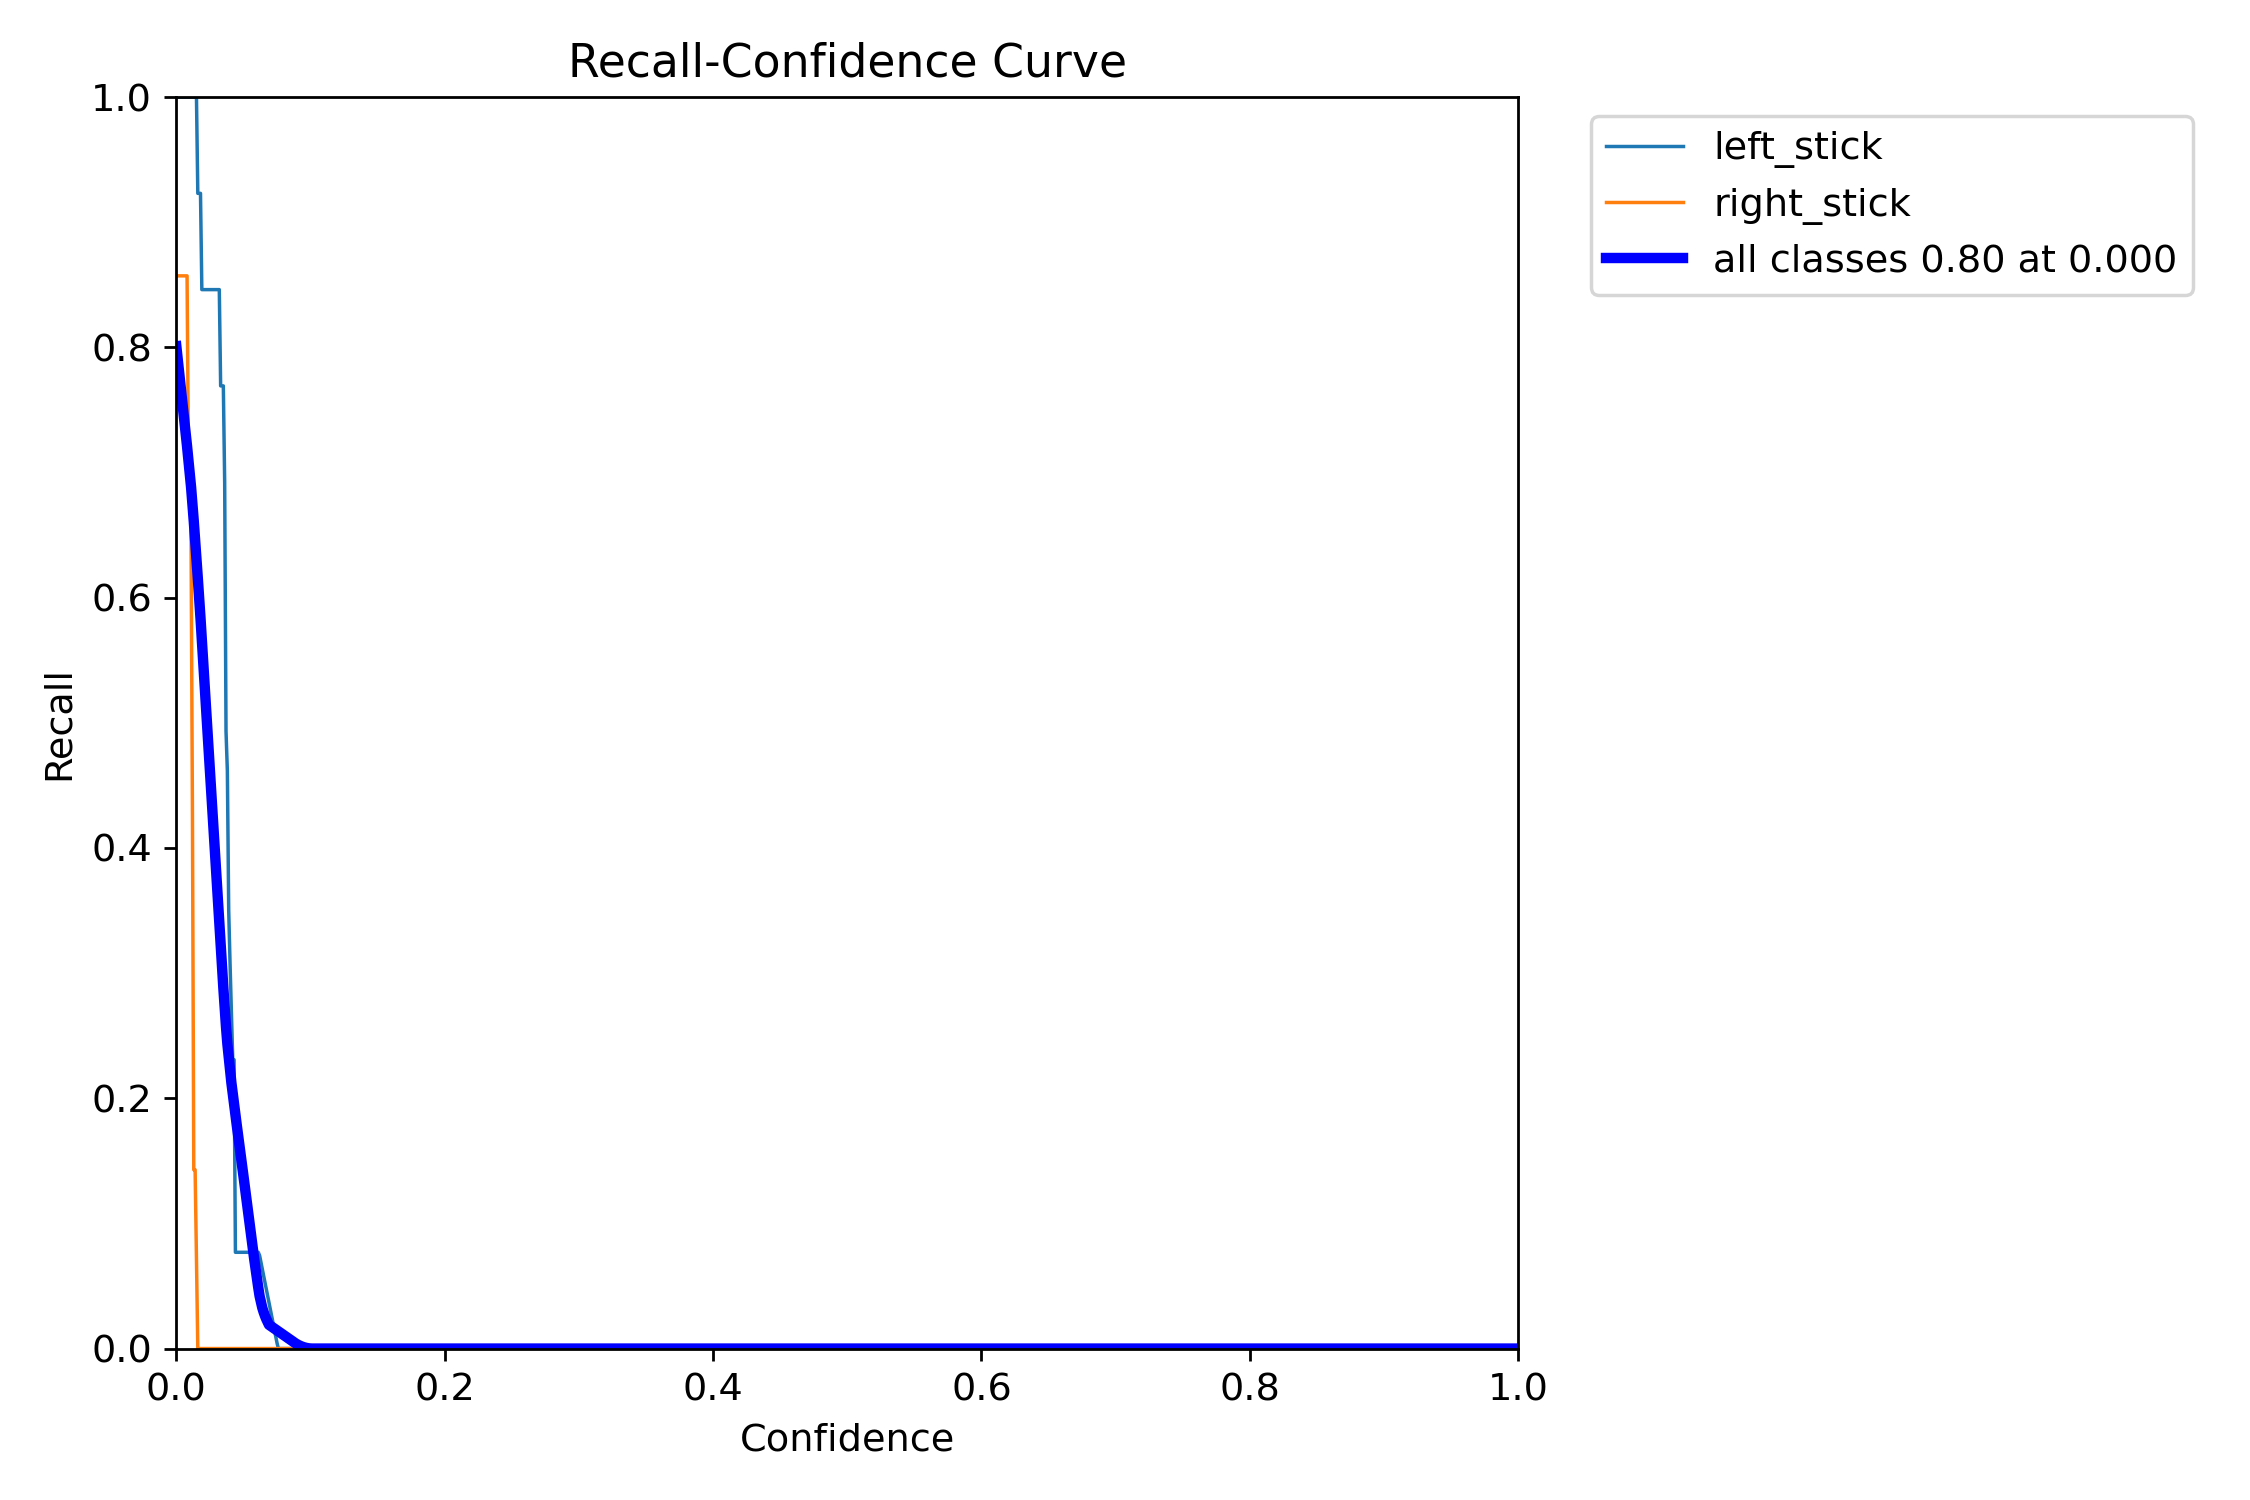 Recall-Confidence Curve
1.0
0.8
0.6
0.4
0.2
0.0
Recall
0.0 0.2 0.4 0.6 0.8 1.0
Confidence
left_stick
right_stick
all classes 0.80 at 0.000